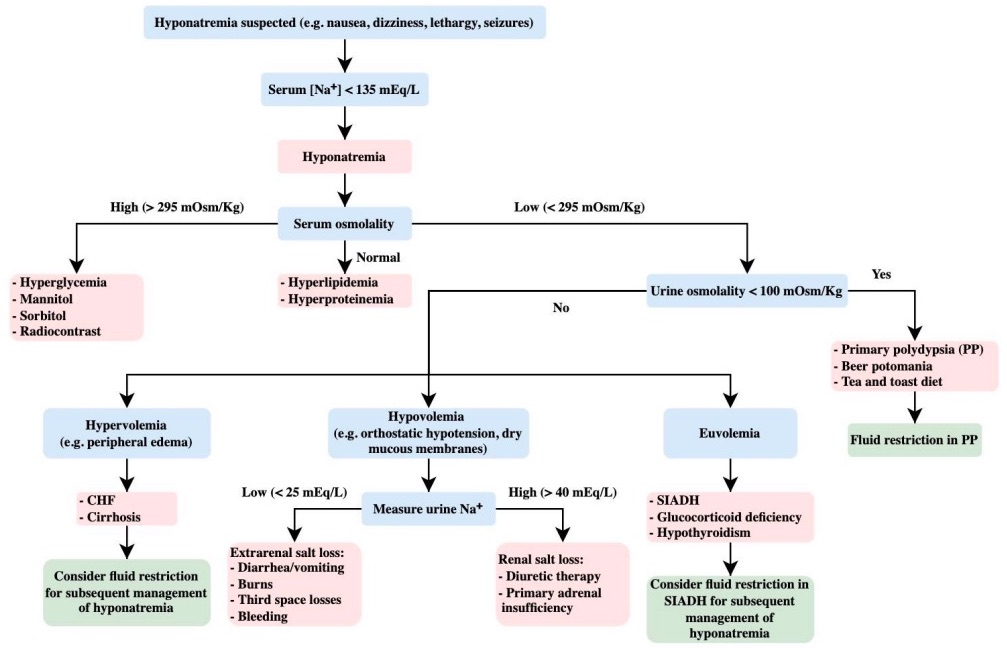 Hyponatremia suspected (e.g. nausea, dizziness, lethargy, seizures)
Serum [Na⁺] < 135 mEq/L
Hyponatremia
High (> 295 mOsm/Kg)
Serum osmolality
Low (< 295 mOsm/Kg)
Normal
- Hyperglycemia
- Mannitol
- Sorbitol
- Radiocontrast
- Hyperlipidemia
- Hyperproteinemia
Urine osmolality < 100 mOsm/Kg
Yes
No
- Primary polydypsia (PP)
- Beer potomania
- Tea and toast diet
Fluid restriction in PP
Hypervolemia
(e.g. peripheral edema)
Hypovolemia
(e.g. orthostatic hypotension, dry
mucous membranes)
Euvolemia
- CHF
- Cirrhosis
Low (< 25 mEq/L)
Measure urine Na⁺
High (> 40 mEq/L)
- SIADH
- Glucocorticoid deficiency
- Hypothyroidism
Consider fluid restriction
for subsequent management
of hyponatremia
Extrarenal salt loss:
- Diarrhea/vomiting
- Burns
- Third space losses
- Bleeding
Renal salt loss:
- Diuretic therapy
- Primary adrenal
insufficiency
Consider fluid restriction in
SIADH for subsequent
management of
hyponatremia